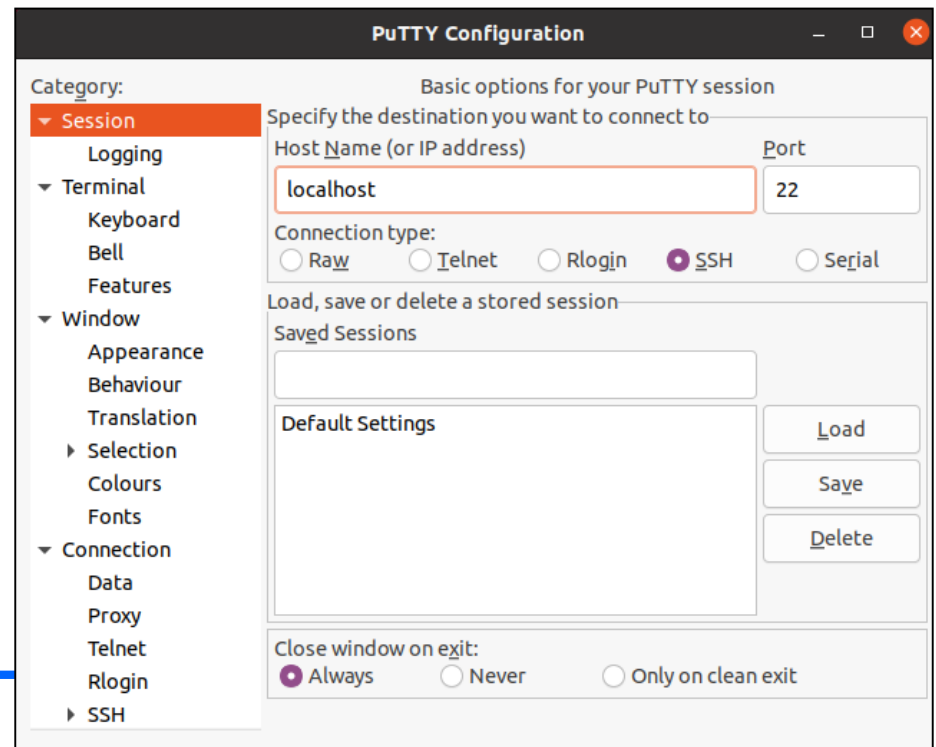 PuTTY Configuration
Category:
Session
Logging
Terminal
Keyboard
Bell
Features
Window
Appearance
Behaviour
Translation
Selection
Colours
Fonts
Connection
Data
Proxy
Telnet
Rlogin
SSH
Basic options for your PuTTY session
Specify the destination you want to connect to
Host Name (or IP address) Port
localhost 22
Connection type:
Raw Telnet Rlogin SSH Serial
Load, save or delete a stored session
Saved Sessions
Default Settings
Load
Save
Delete
Close window on exit:
Always Never Only on clean exit